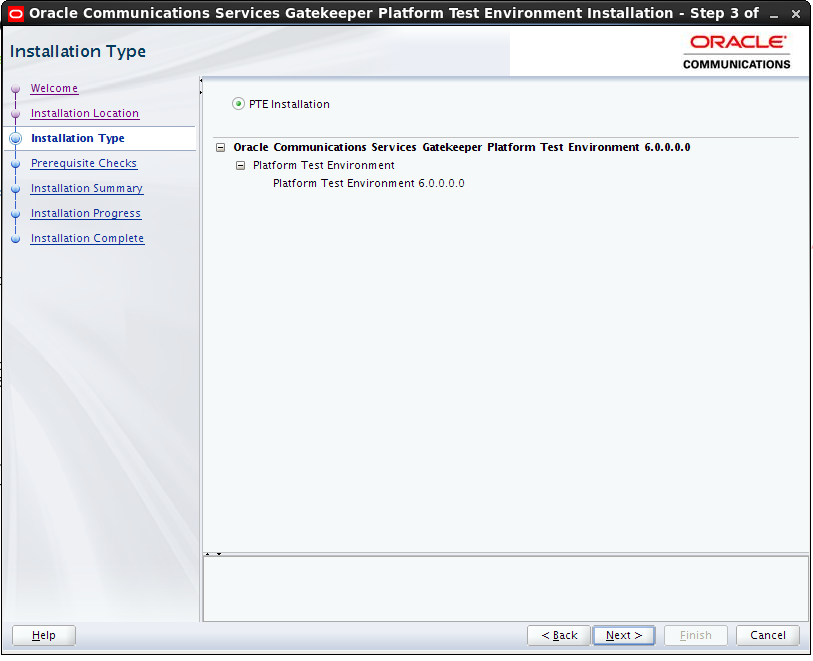 Oracle Communications Services Gatekeeper Platform Test Environment Installation - Step 3 of
Installation Type
ORACLE
COMMUNICATIONS
Welcome
Installation Location
Installation Type
Prerequisite Checks
Installation Summary
Installation Progress
Installation Complete
PTE Installation
Oracle Communications Services Gatekeeper Platform Test Environment 6.0.0.0.0
Platform Test Environment
Platform Test Environment 6.0.0.0.0
Help
< Back
Next >
Finish
Cancel